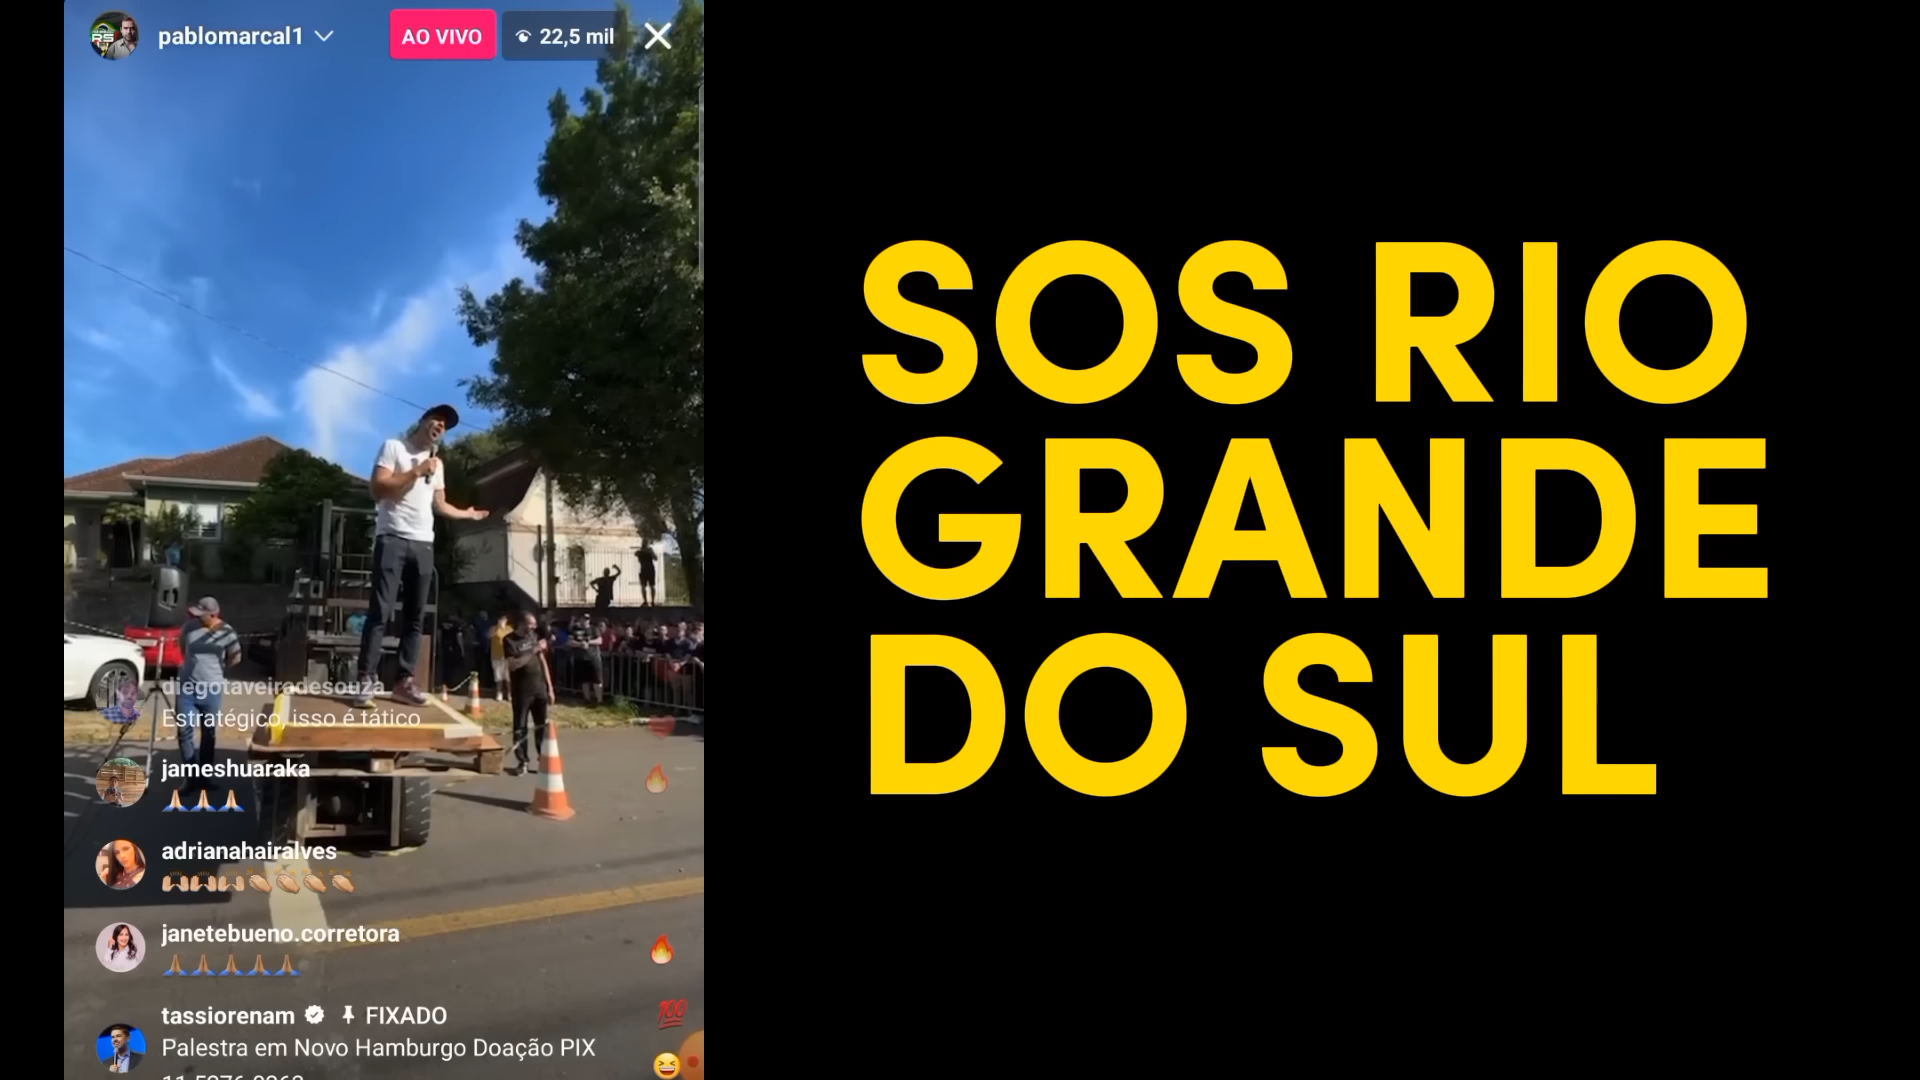 pablomarcal1
AO VIVO
22,5 mil
diegotaveiradesouza
Estratégico, isso é tático
jameshuaraka
🙏🏼🙏🏼🙏🏼
adrianahairalves
janetebueno.corretora
🙏🏽🙏🏽🙏🏽🙏🏽🙏🏽
tassiorenam FIXADO
Palestra em Novo Hamburgo Doação PIX
SOS RIO
GRANDE
DO SUL